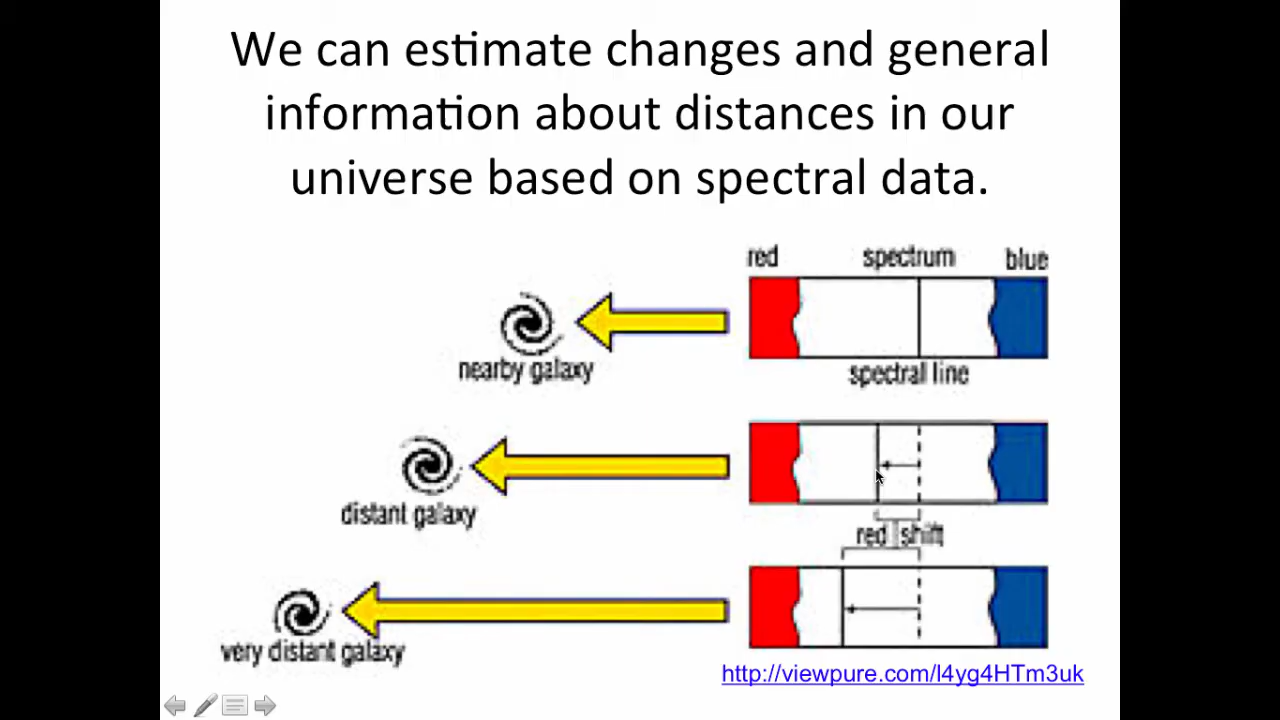 We can estimate changes and general
information about distances in our
universe based on spectral data.
red spectrum blue
nearby galaxy
spectral line
distant galaxy
red shift
very distant galaxy
http://viewpure.com/l4yg4HTm3uk